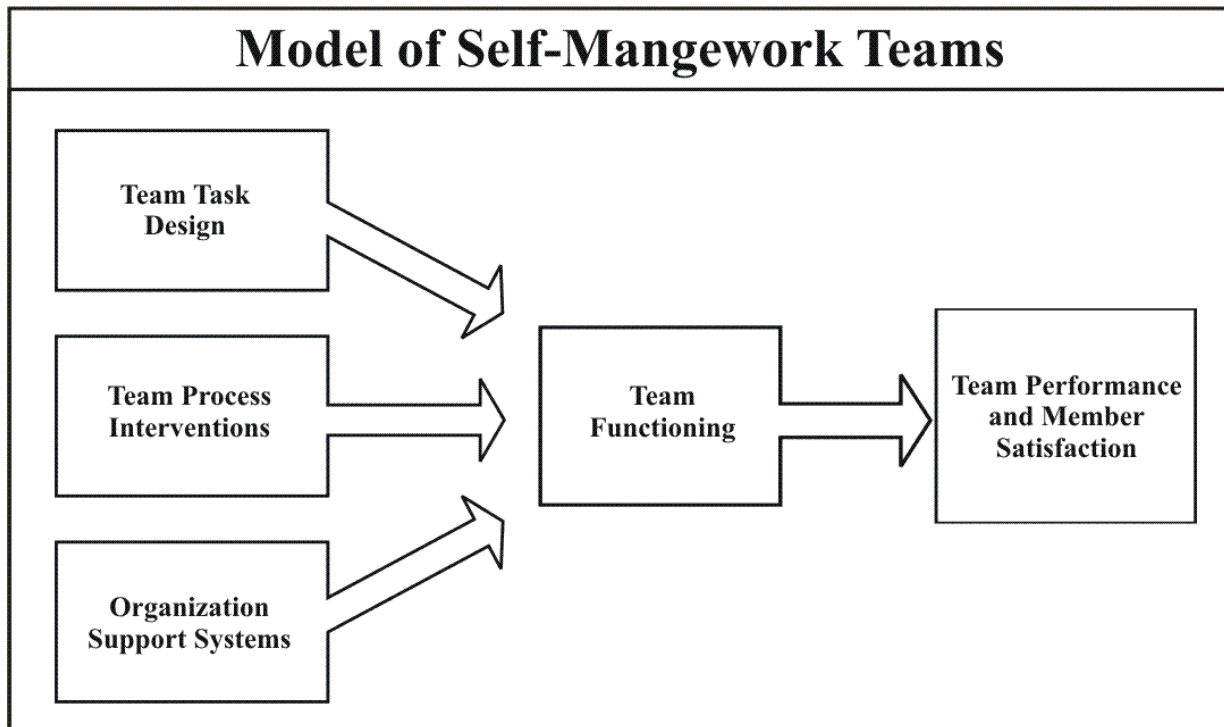 Model of Self-Mangework Teams
Team Task
Design
Team Process
Interventions
Organization
Support Systems
Team
Functioning
Team Performance
and Member
Satisfaction